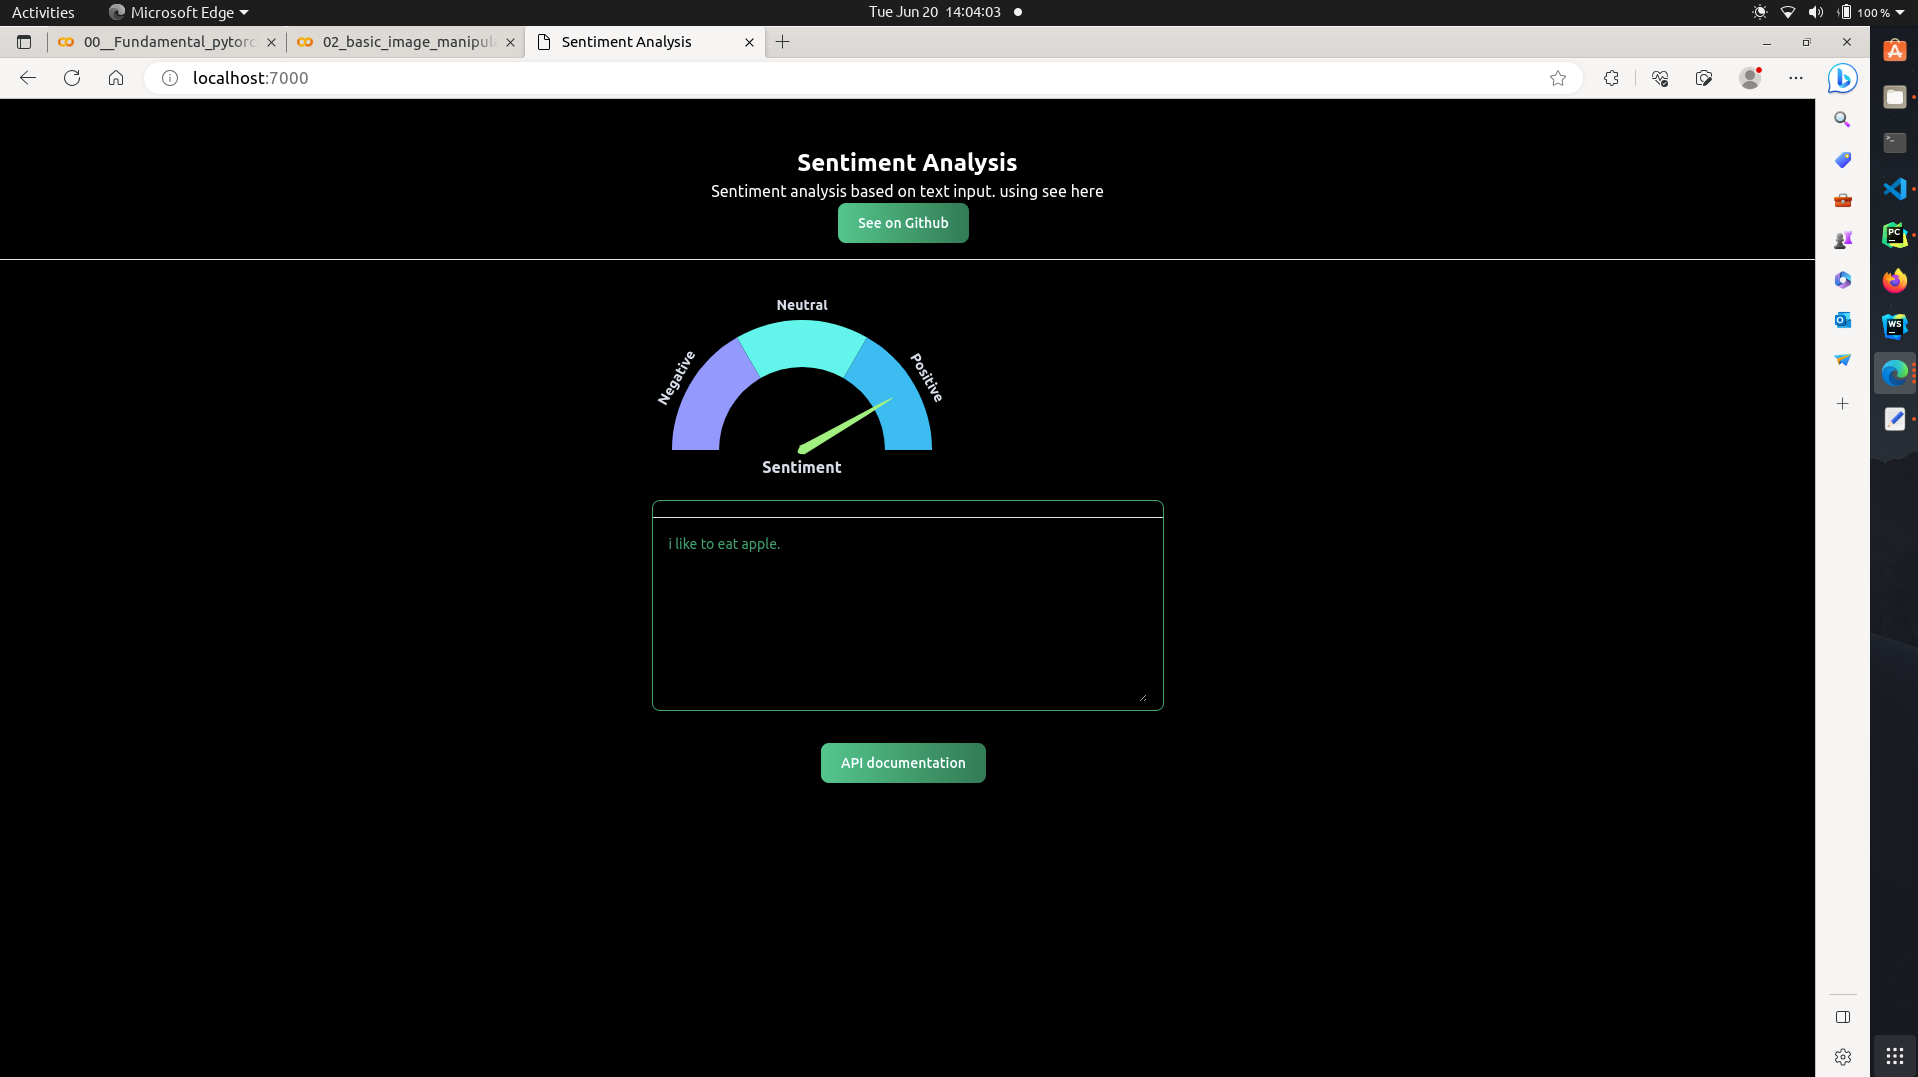 Activities
Microsoft Edge
Tue Jun 20 14:04:03
100 %
00__Fundamental_pytorc
02_basic_image_manipul
Sentiment Analysis
localhost:7000
Sentiment Analysis
Sentiment analysis based on text input. using see here
See on Github
Neutral
Negative
Positive
Sentiment
i like to eat apple.
API documentation
PC
WS